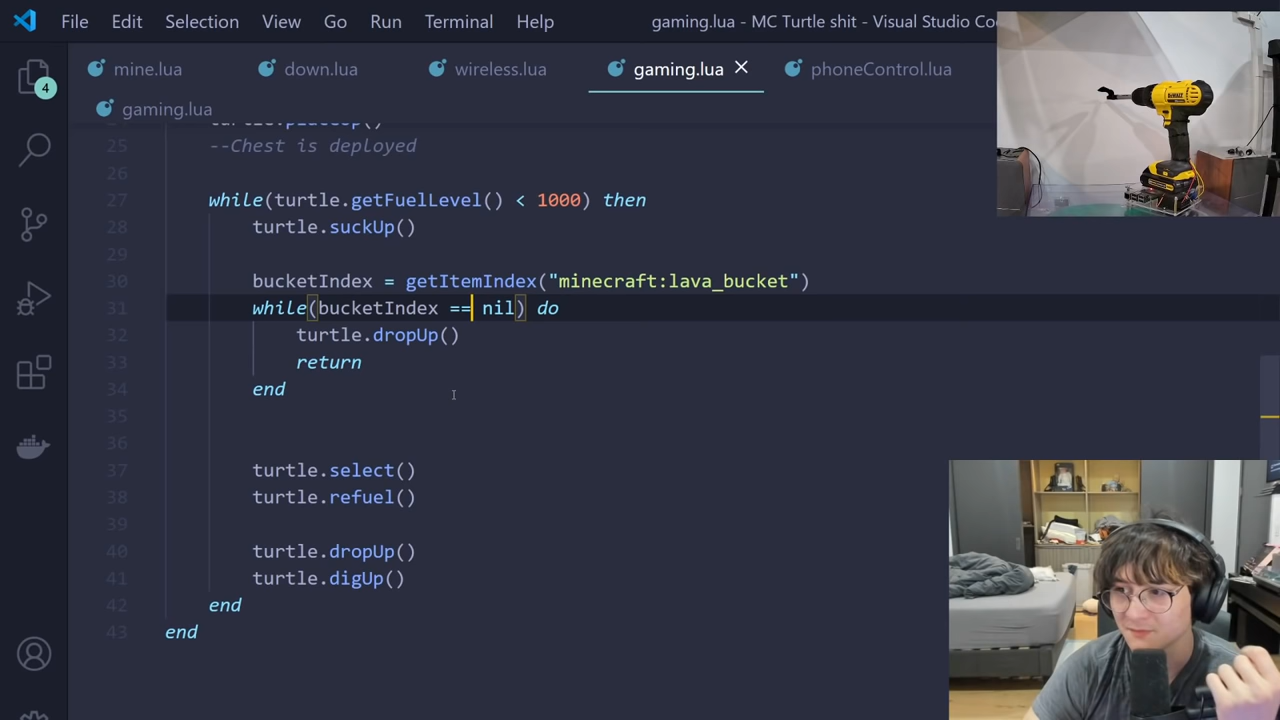 File Edit Selection View Go Run Terminal Help
gaming.lua - MC Turtle shit - Visual Studio
mine.lua down.lua wireless.lua gaming.lua phoneControl.lua
gaming.lua
4
25 --Chest is deployed
26
27 while(turtle.getFuelLevel() < 1000) then
28 turtle.suckUp()
29
30 bucketIndex = getItemIndex("minecraft:lava_bucket")
31 while(bucketIndex == nil) do
32 turtle.dropUp()
33 return
34 end
35
36
37 turtle.select()
38 turtle.refuel()
39
40 turtle.dropUp()
41 turtle.digUp()
42 end
43 end
DEWALT